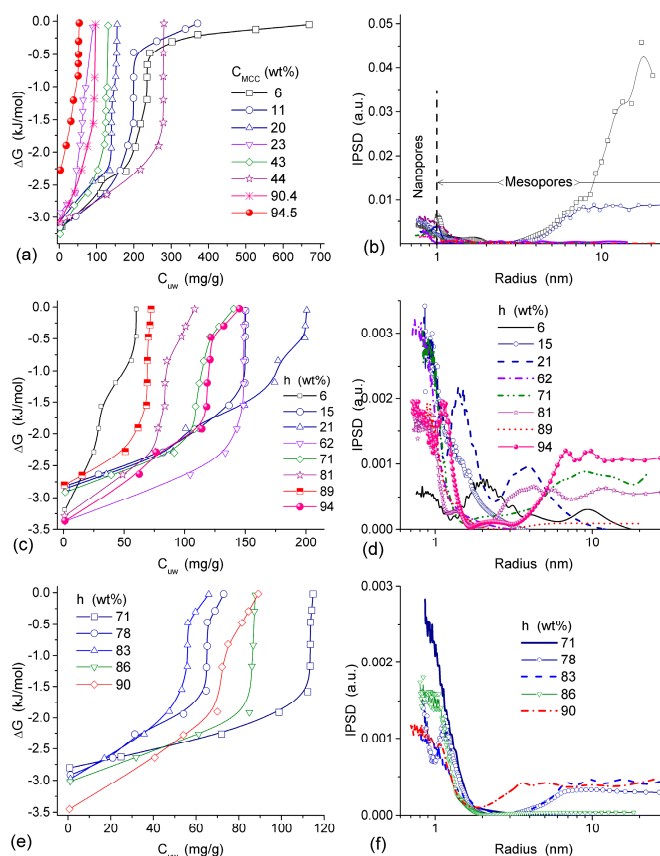 0.0
-0.5
-1.0
-1.5
-2.0
-2.5
-3.0
ΔG (kJ/mol)
C_MCC (wt%)
6
11
20
23
43
44
90.4
94.5
0 100 200 300 400 500 600 700
C_uw (mg/g)
(a)
0.05
0.04
0.03
0.02
0.01
IPSD (a.u.)
Nanopores
Mesopores
1 10
Radius (nm)
(b)
0.0
-0.5
-1.0
-1.5
-2.0
-2.5
-3.0
-3.5
ΔG (kJ/mol)
h (wt%)
6
15
21
62
71
81
89
94
0 50 100 150 200
C_uw (mg/g)
(c)
0.003
0.002
0.001
0.000
IPSD (a.u.)
h (wt%)
6
15
21
62
71
81
89
94
1 10
Radius (nm)
(d)
0.0
-0.5
-1.0
-1.5
-2.0
-2.5
-3.0
-3.5
ΔG (kJ/mol)
h (wt%)
71
78
83
86
90
0 20 40 60 80 100 120
C_uw (mg/g)
(e)
0.003
0.002
0.001
0.000
IPSD (a.u.)
h (wt%)
71
78
83
86
90
1 10
Radius (nm)
(f)